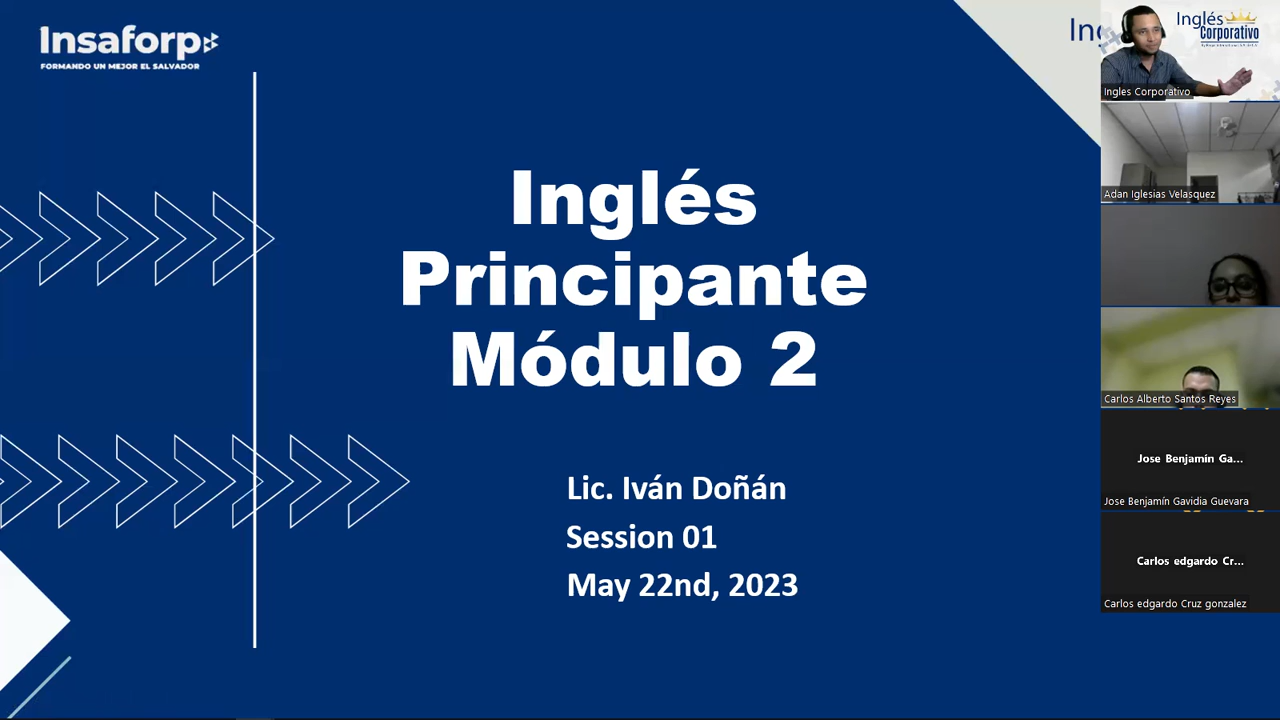 Insaforp
FORMANDO UN MEJOR EL SALVADOR
Inglés
Principante
Módulo 2
Lic. Iván Doñán
Session 01
May 22nd, 2023
Inglés
Corporativo
Ingles Corporativo
Adan Iglesias Velasquez
Carlos Alberto Santos Reyes
Jose Benjamín Ga...
Jose Benjamín Gavidia Guevara
Carlos edgardo Cr...
Carlos edgardo Cruz gonzalez